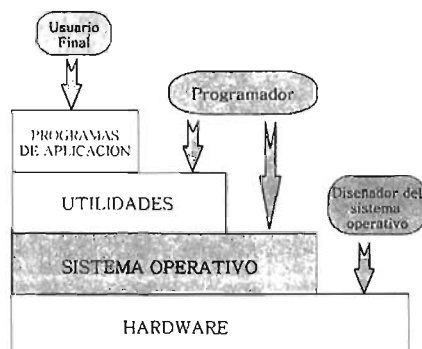 Usuario
Final
Programador
PROGRAMAS
DE APLICACION
UTILIDADES
Diseñador del
sistema
operativo
SISTEMA OPERATIVO
HARDWARE